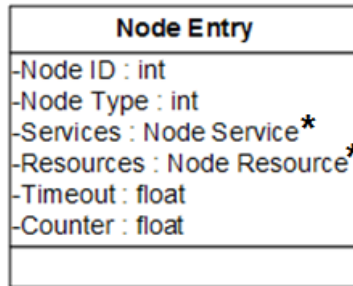 Node Entry
-Node ID : int
-Node Type : int
-Services : Node Service*
-Resources : Node Resource*
-Timeout : float
-Counter : float